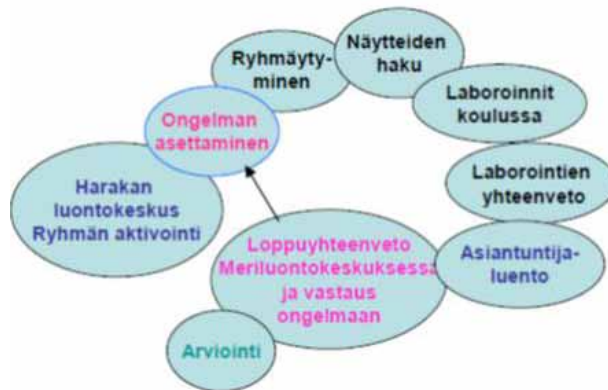 Harakan
luontokeskus
Ryhmän aktivointi
Ongelman
asettaminen
Ryhmäyty-
minen
Näytteiden
haku
Laboroinnit
koulussa
Laborointien
yhteenveto
Asiantuntija-
luento
Loppuyhteenveto
Meriluontokeskuksessa
ja vastaus
ongelmaan
Arviointi